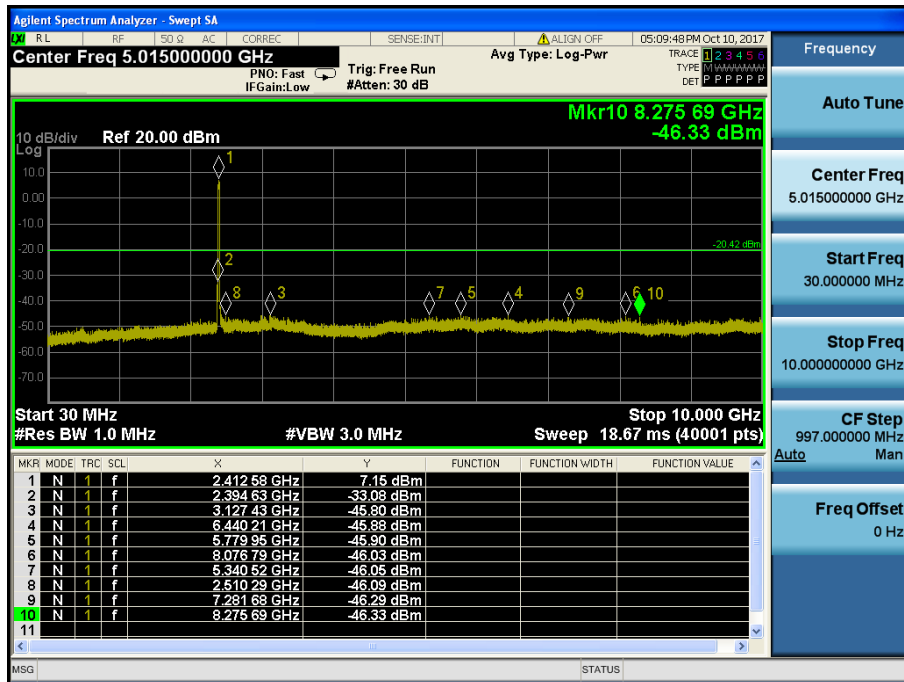 Agilent Spectrum Analyzer - Swept SA
LXI RL RF 50 Ω AC CORREC SENSE:INT ALIGN OFF 05:09:48 PM Oct 10, 2017
Center Freq 5.015000000 GHz
PNO: Fast
IFGain:Low
Trig: Free Run
#Atten: 30 dB
Avg Type: Log-Pwr
TRACE 1 2 3 4 5 6
TYPE M WWWWW
DET P P P P P P
Mkr10 8.275 69 GHz
-46.33 dBm
10 dB/div Ref 20.00 dBm
Log
10.0
0.00
-10.0
-20.0
-30.0
-40.0
-50.0
-60.0
-70.0
-20.42 dBm
1
2
8 3 7 5 4 9 6 10
Start 30 MHz Stop 10.000 GHz
#Res BW 1.0 MHz #VBW 3.0 MHz Sweep 18.67 ms (40001 pts)
MKR MODE TRC SCL X Y FUNCTION FUNCTION WIDTH FUNCTION VALUE
1 N 1 f 2.412 58 GHz 7.15 dBm
2 N 1 f 2.394 63 GHz -33.08 dBm
3 N 1 f 3.127 43 GHz -45.80 dBm
4 N 1 f 6.440 21 GHz -45.88 dBm
5 N 1 f 5.779 95 GHz -45.90 dBm
6 N 1 f 8.076 79 GHz -46.03 dBm
7 N 1 f 5.340 52 GHz -46.05 dBm
8 N 1 f 2.510 29 GHz -46.09 dBm
9 N 1 f 7.281 68 GHz -46.29 dBm
10 N 1 f 8.275 69 GHz -46.33 dBm
11
MSG STATUS
Frequency
Auto Tune
Center Freq
5.015000000 GHz
Start Freq
30.000000 MHz
Stop Freq
10.000000000 GHz
CF Step
997.000000 MHz
Auto Man
Freq Offset
0 Hz